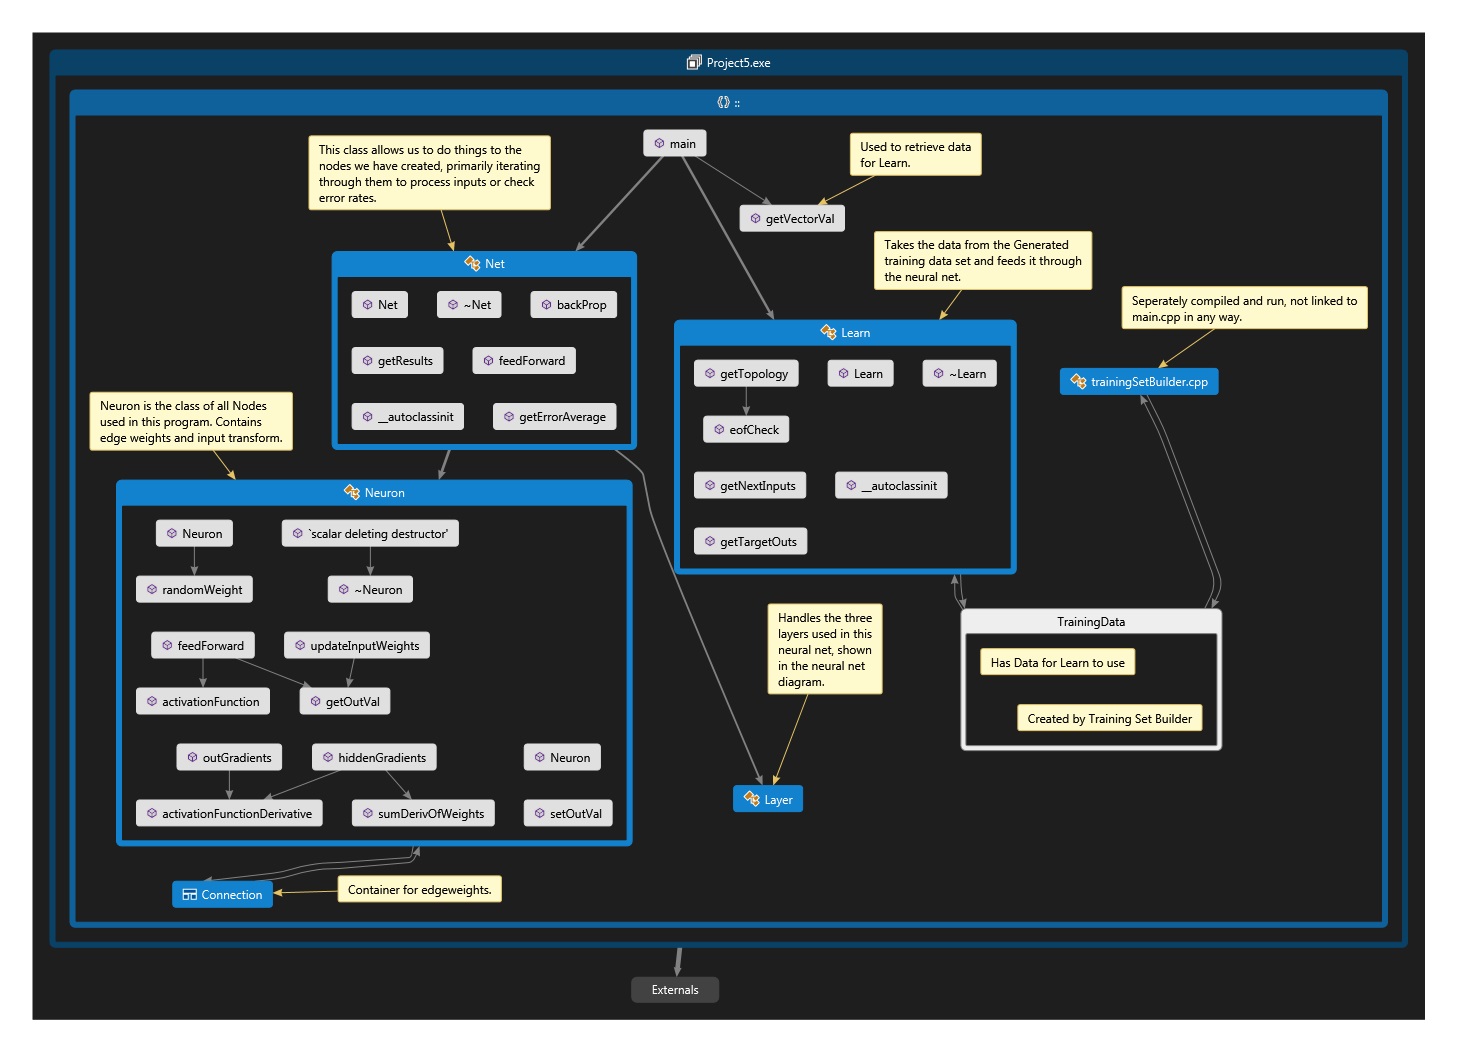 Project5.exe
::
This class allows us to do things to the
nodes we have created, primarily iterating
through them to process inputs or check
error rates.
main
Used to retrieve data
for Learn.
getVectorVal
Net
Net
~Net
backProp
getResults
feedForward
__autoclassinit
getErrorAverage
Takes the data from the Generated
training data set and feeds it through
the neural net.
Learn
getTopology
Learn
~Learn
eofCheck
getNextInputs
__autoclassinit
getTargetOuts
Seperately compiled and run, not linked to
main.cpp in any way.
trainingSetBuilder.cpp
Neuron is the class of all Nodes
used in this program. Contains
edge weights and input transform.
Neuron
Neuron
`scalar deleting destructor'
randomWeight
~Neuron
feedForward
updateInputWeights
activationFunction
getOutVal
outGradients
hiddenGradients
Neuron
activationFunctionDerivative
sumDerivOfWeights
setOutVal
Handles the three
layers used in this
neural net, shown
in the neural net
diagram.
Layer
TrainingData
Has Data for Learn to use
Created by Training Set Builder
Connection
Container for edgeweights.
Externals